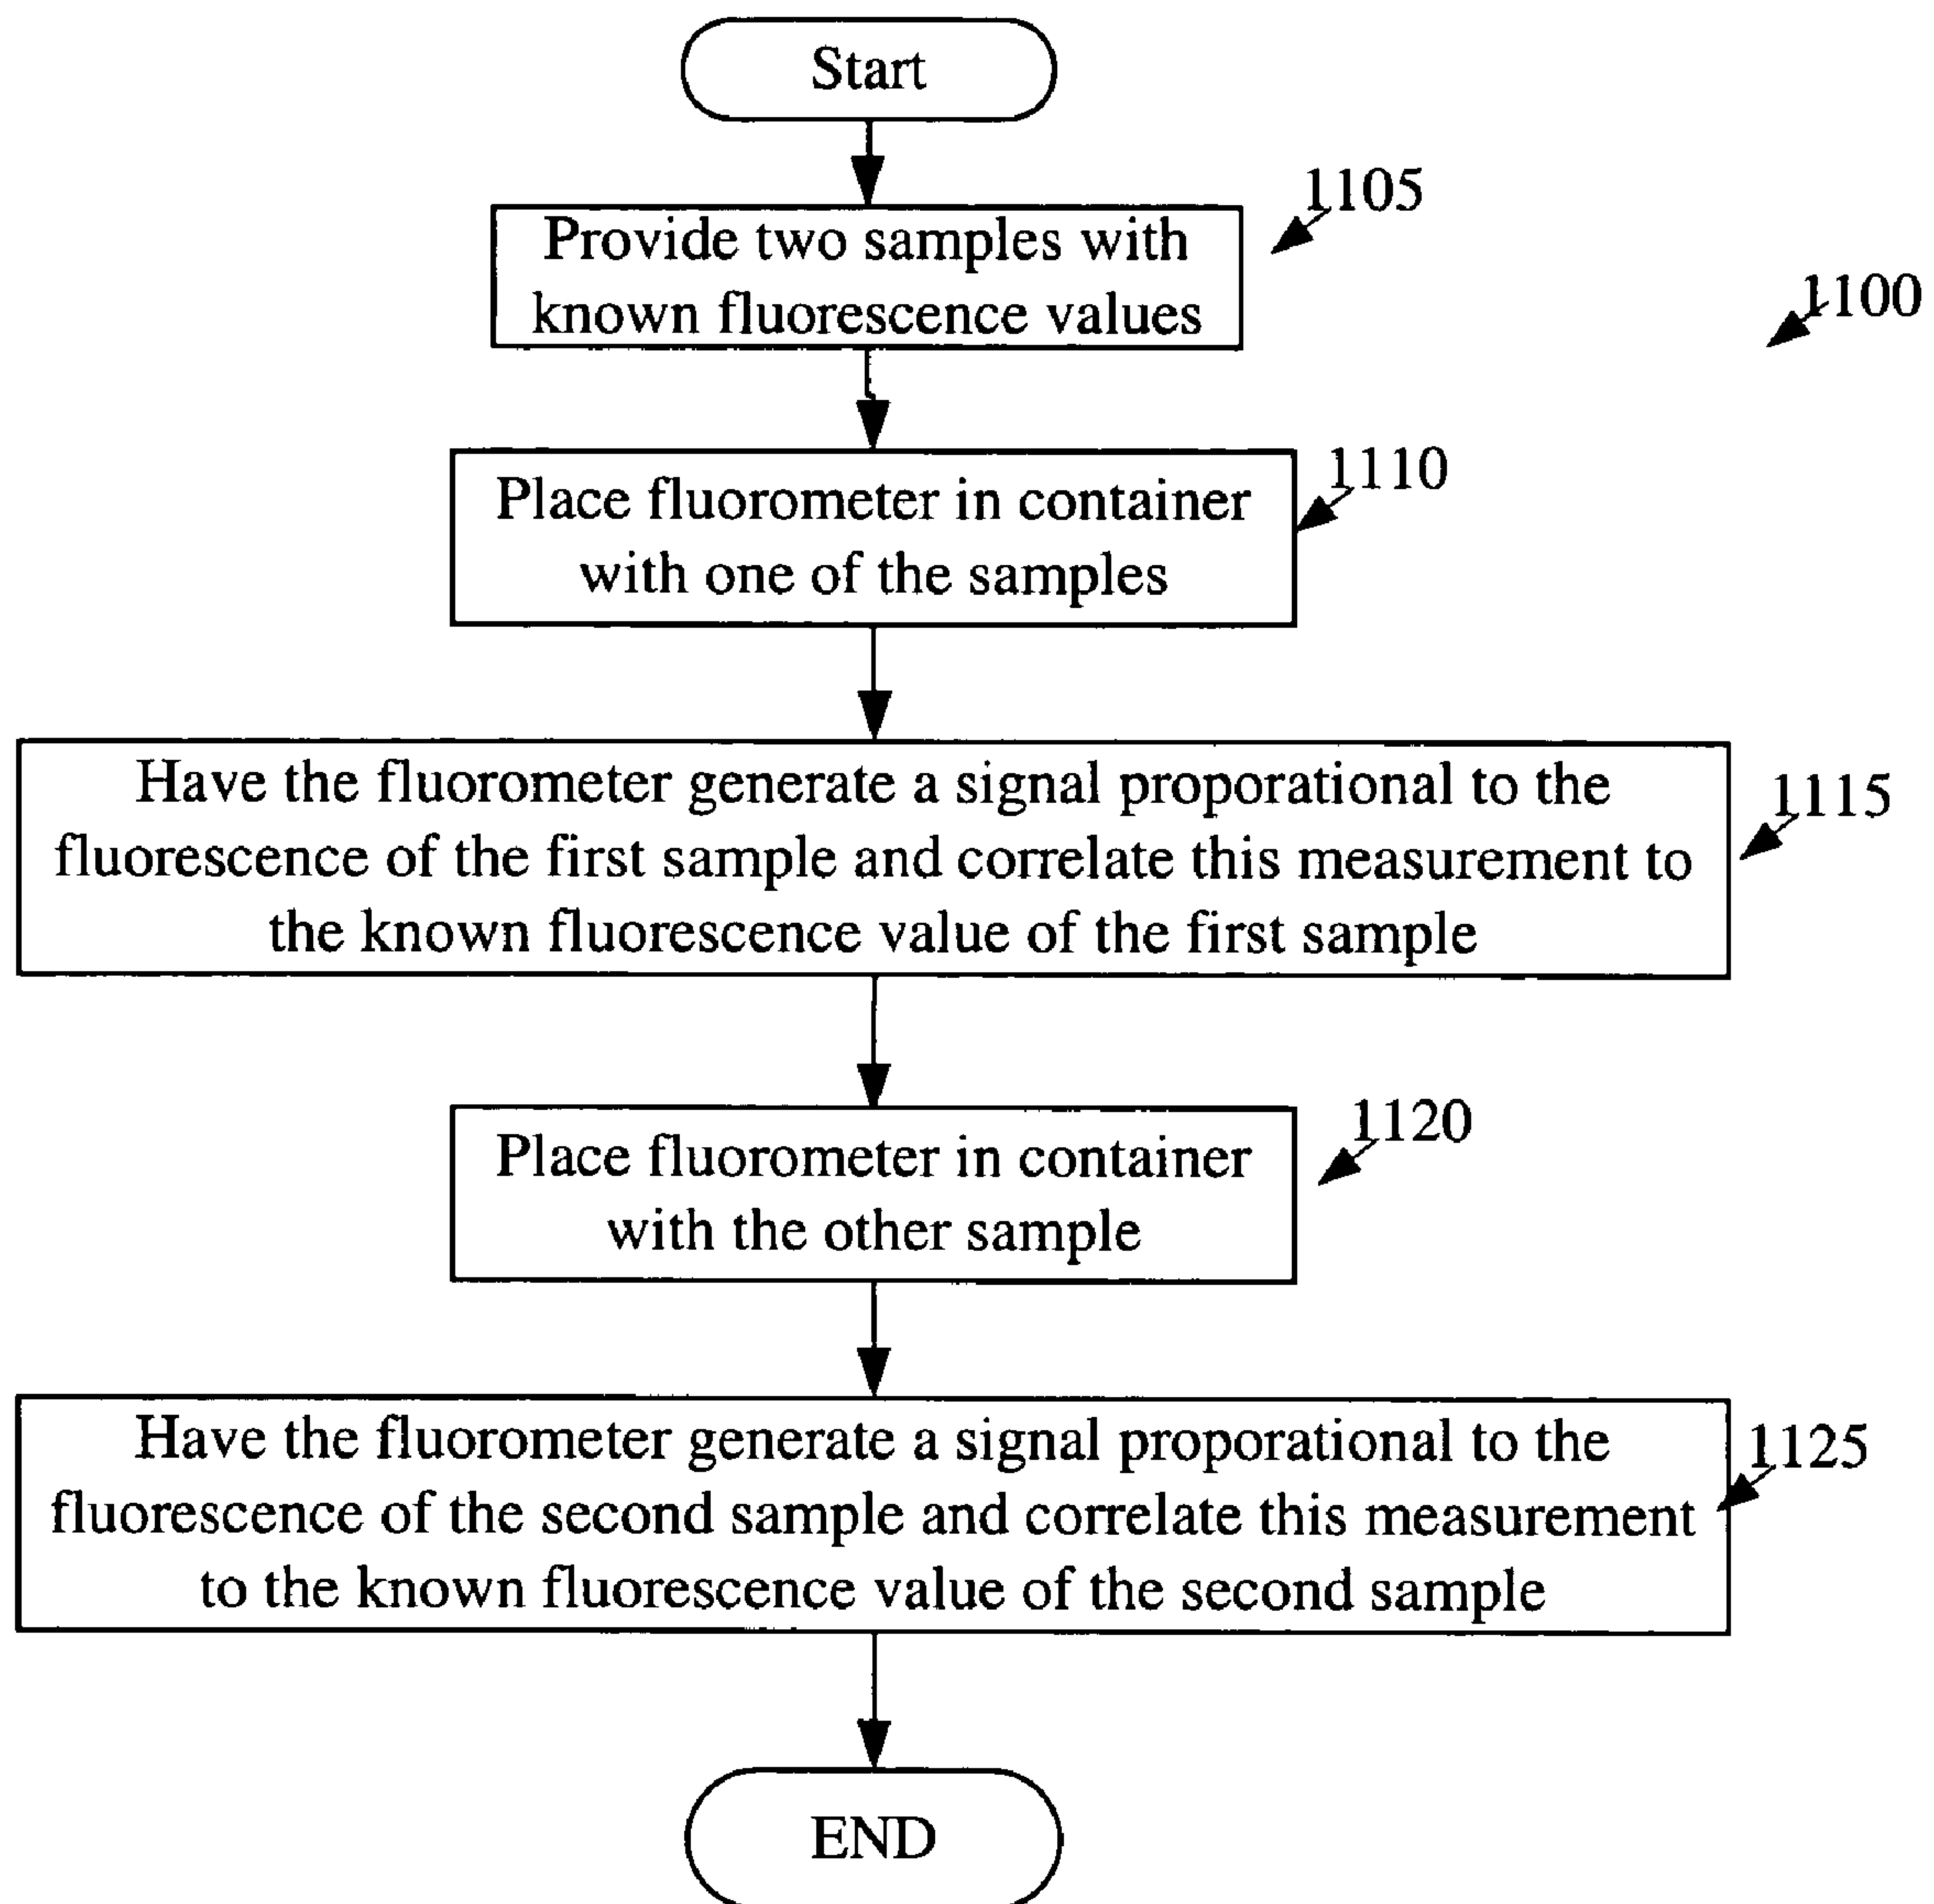 Start
1105
Provide two samples with
known fluorescence values
1100
1110
Place fluorometer in container
with one of the samples
1115
Have the fluorometer generate a signal proporational to the
fluorescence of the first sample and correlate this measurement to
the known fluorescence value of the first sample
1120
Place fluorometer in container
with the other sample
1125
Have the fluorometer generate a signal proporational to the
fluorescence of the second sample and correlate this measurement
to the known fluorescence value of the second sample
END